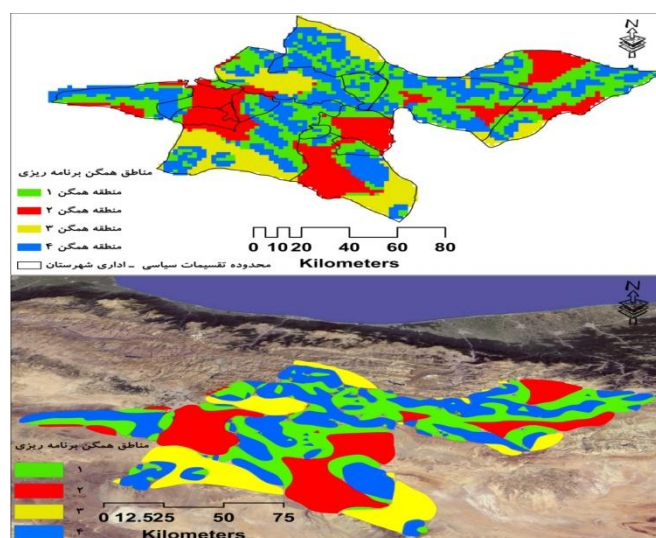 N
مناطق همگن برنامه ریزی
منطقه همگن ۱
منطقه همگن ۲
منطقه همگن ۳
منطقه همگن ۴
محدوده تقسیمات سیاسی - اداری شهرستان
0 5 10 20 40 60 80
Kilometers
N
مناطق همگن برنامه ریزی
۱
۲
۳
۴
0 12.525 50 75
Kilometers